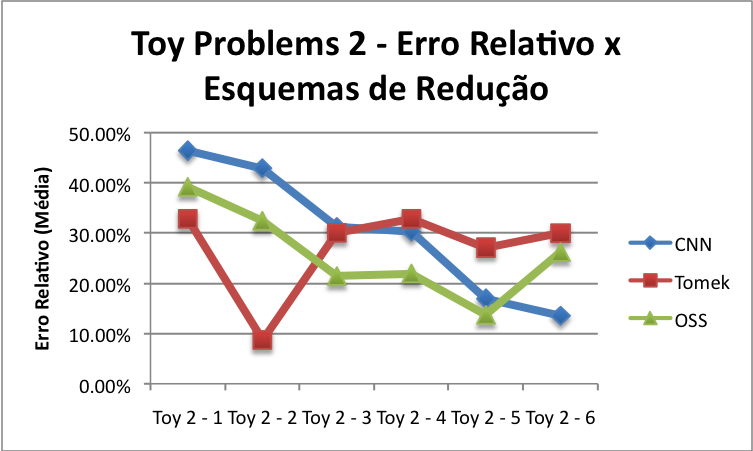 Toy Problems 2 - Erro Relativo x
Esquemas de Redução
Erro Relativo (Média)
50.00%
40.00%
30.00%
20.00%
10.00%
0.00%
Toy 2 - 1 Toy 2 - 2 Toy 2 - 3 Toy 2 - 4 Toy 2 - 5 Toy 2 - 6
CNN
Tomek
OSS